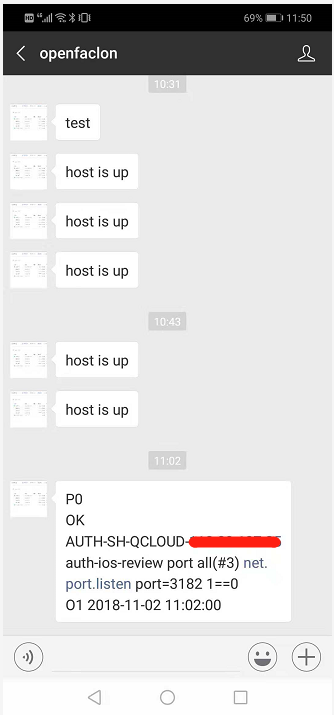 69% 11:50
openfaclon
10:31
test
host is up
host is up
host is up
10:43
host is up
host is up
11:02
P0
OK
AUTH-SH-QCLOUD-
auth-ios-review port all(#3) net.
port.listen port=3182 1==0
O1 2018-11-02 11:02:00